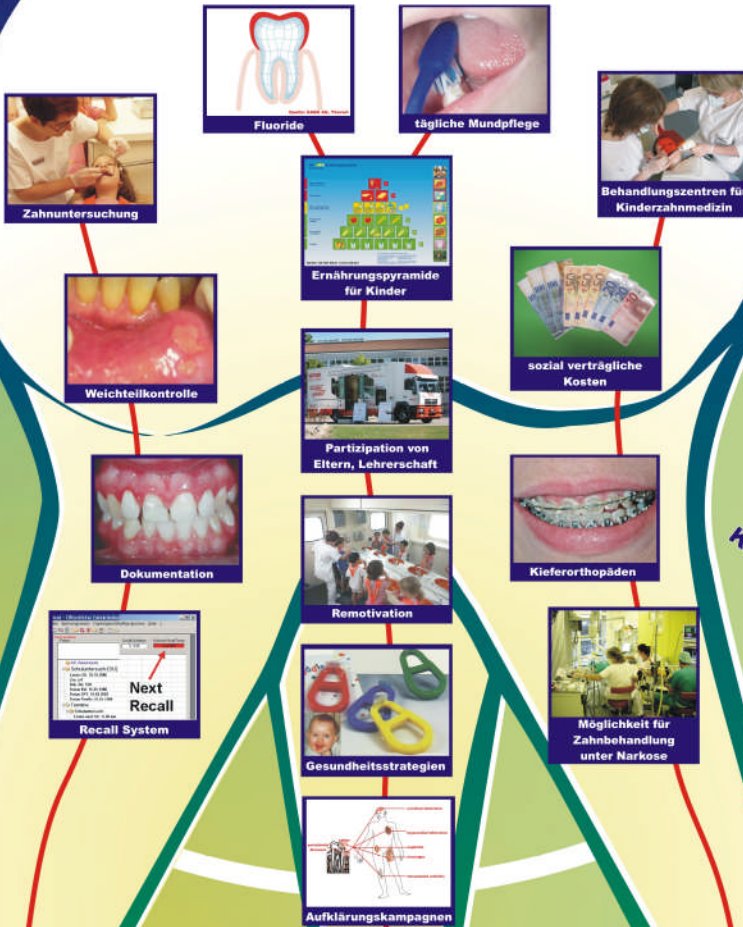 Fluoride
tägliche Mundpflege
Zahnuntersuchung
Behandlungszentren für
Kinderzahnmedizin
Ernährungspyramide
für Kinder
Weichteilkontrolle
sozial verträgliche
Kosten
Partizipation von
Eltern, Lehrerschaft
Dokumentation
Kieferorthopäden
Remotivation
Next
Recall
Recall System
Gesundheitsstrategien
Möglichkeit für
Zahnbehandlung
unter Narkose
Aufklärungskampagnen